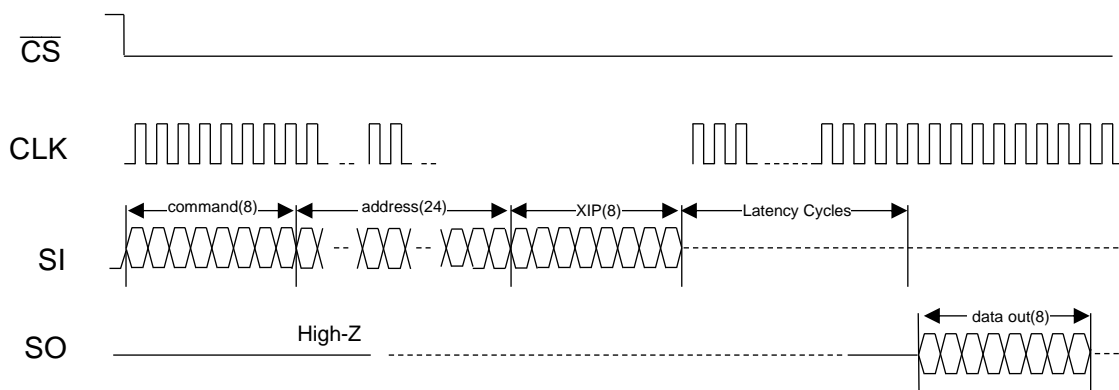 CS
CLK
command(8) address(24) XIP(8) Latency Cycles
SI
High-Z data out(8)
SO